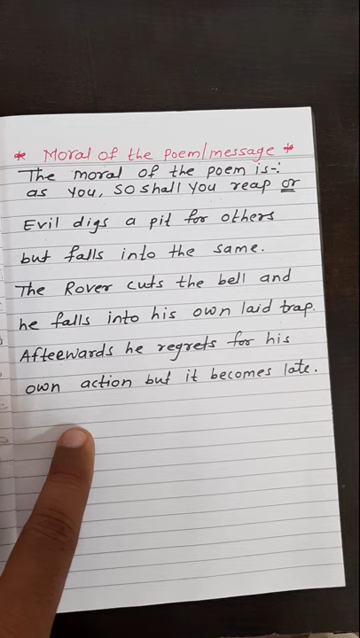 * Moral of the Poem/message *
The moral of the poem is-:
as you, so shall you reap or
Evil digs a pit for others
but falls into the same.
The Rover cuts the bell and
he falls into his own laid trap.
Afteewards he regrets for his
own action but it becomes late.